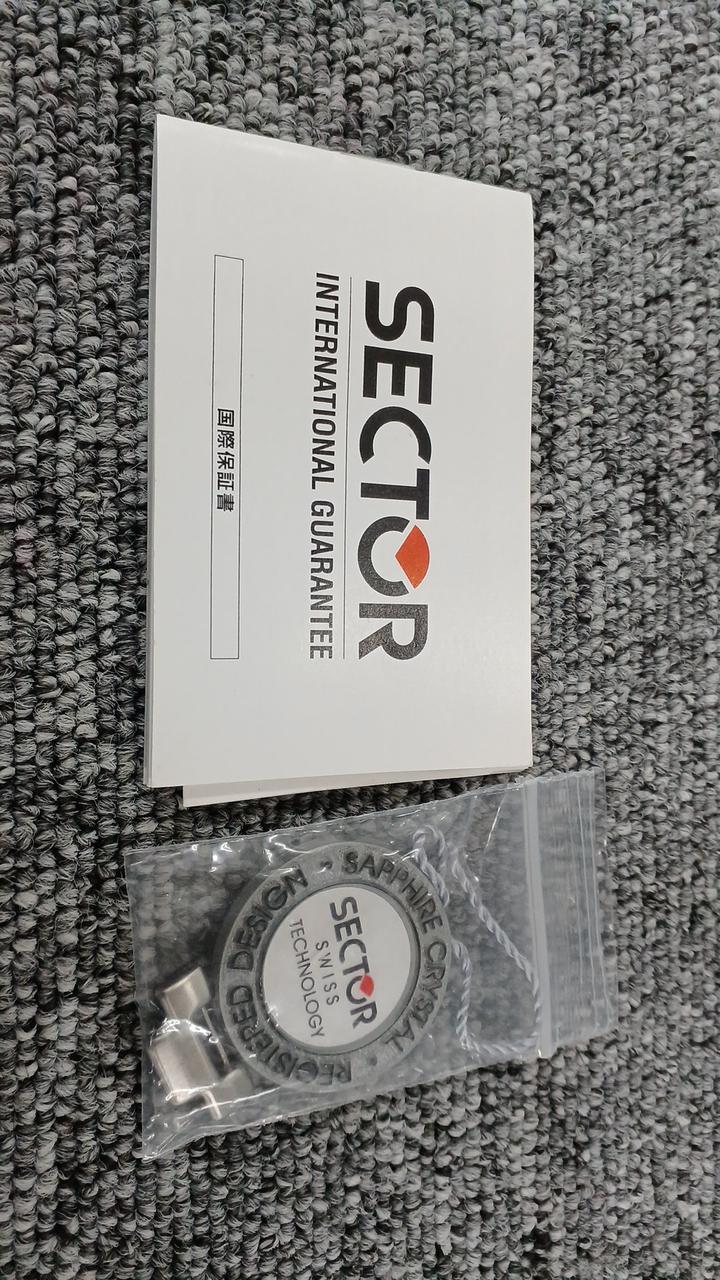 SECTOR
INTERNATIONAL GUARANTEE
国際保証書
SAPPHIRE CRYSTAL • REGISTERED DESIGN •
SECTOR
SWISS
TECHNOLOGY